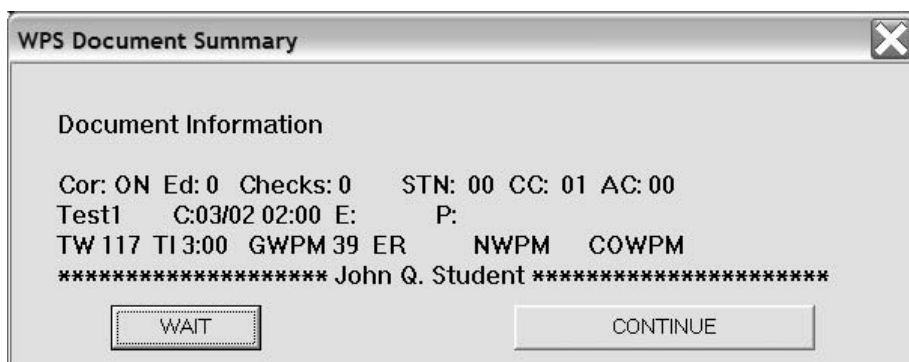 WPS Document Summary
Document Information
Cor: ON Ed: 0 Checks: 0 STN: 00 CC: 01 AC: 00
Test1 C:03/02 02:00 E: P:
TW 117 TI 3:00 GWPM 39 ER NWPM COWPM
******************** John Q. Student **********************
WAIT CONTINUE